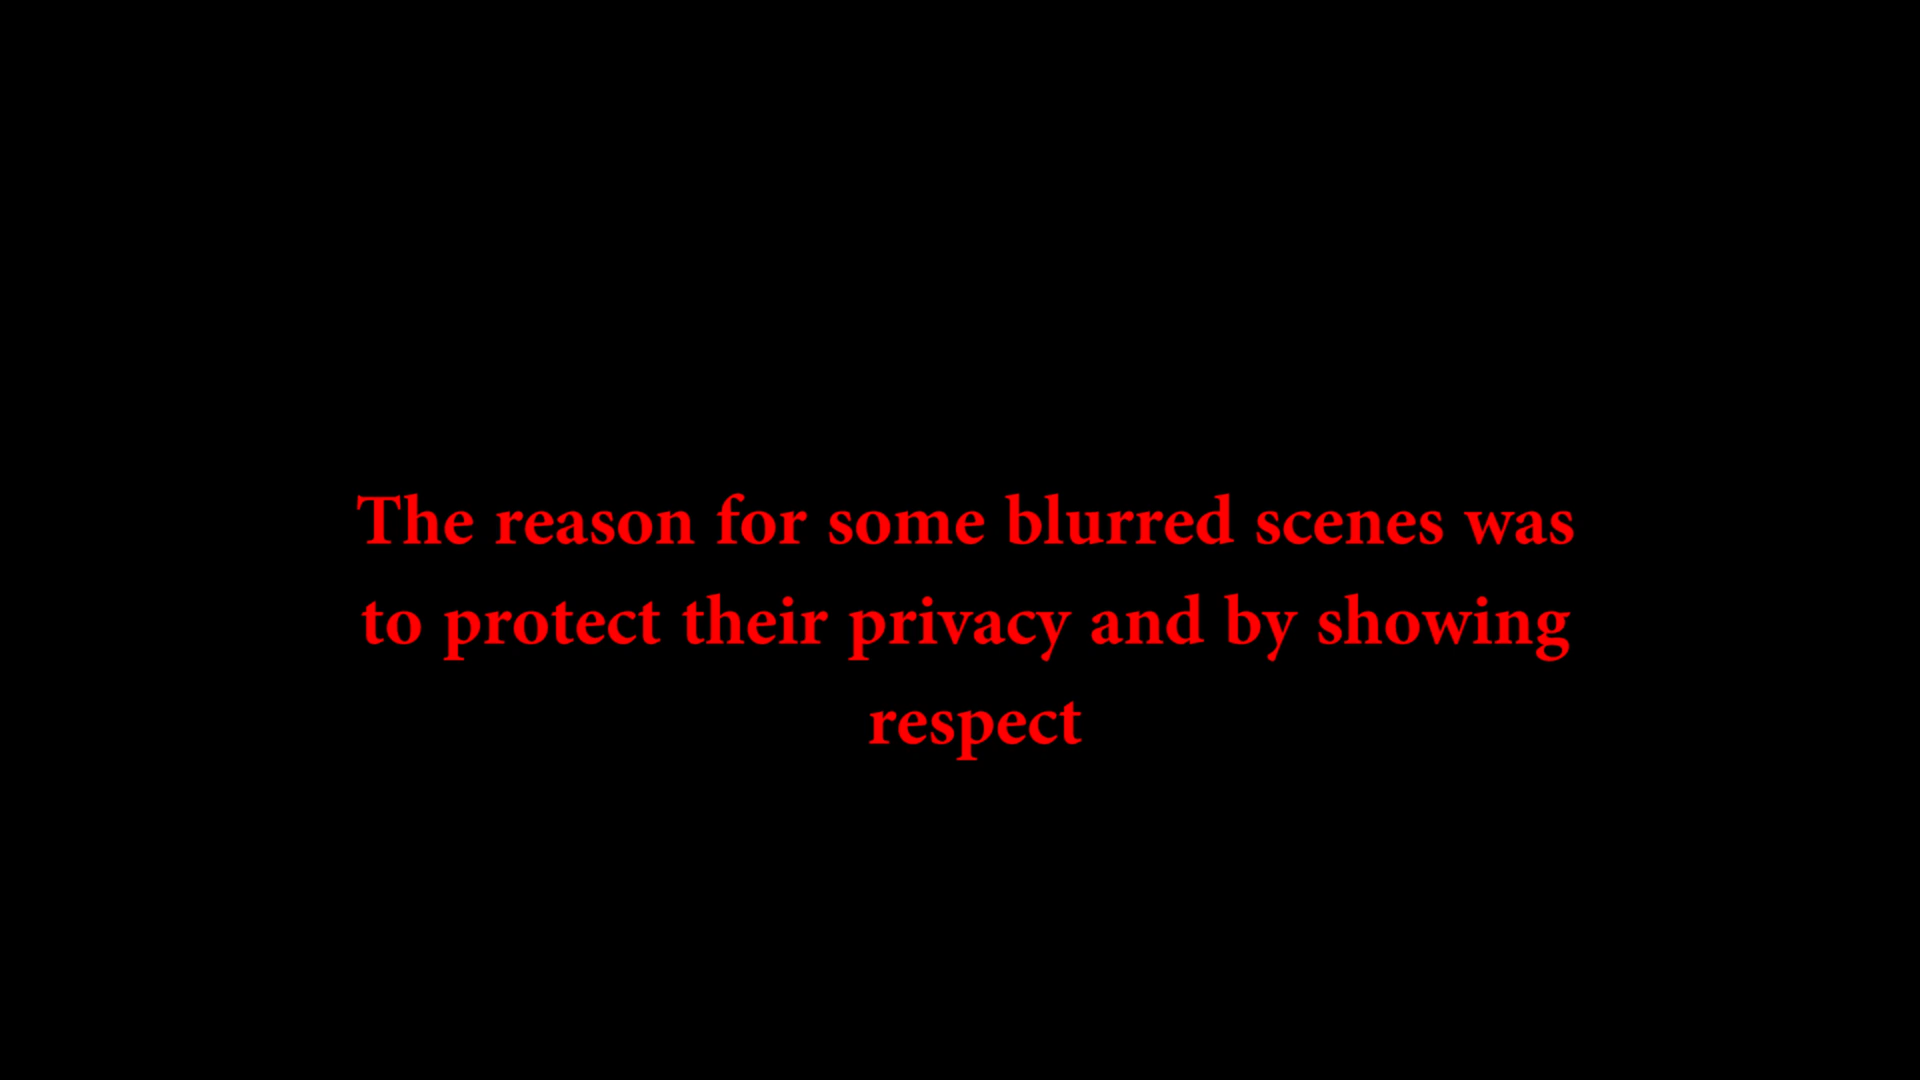 The reason for some blurred scenes was
to protect their privacy and by showing
respect